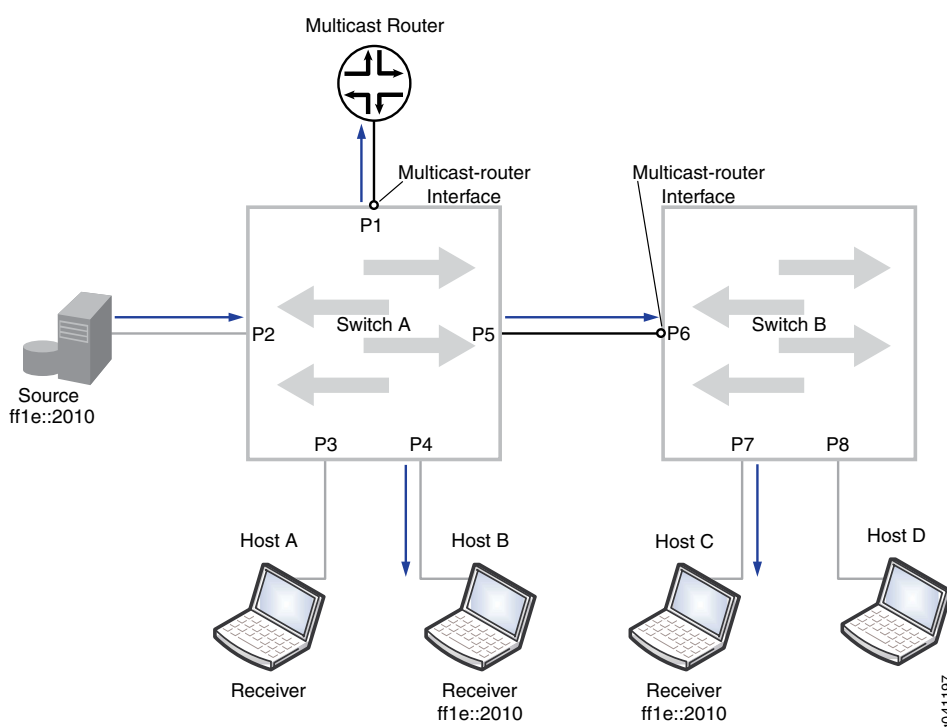 Multicast Router
Multicast-router
Interface
Multicast-router
Interface
P1
P2
Switch A
P5
P6
Switch B
Source
ff1e::2010
P3
P4
P7
P8
Host A
Host B
Host C
Host D
Receiver
Receiver
ff1e::2010
Receiver
ff1e::2010
g041197